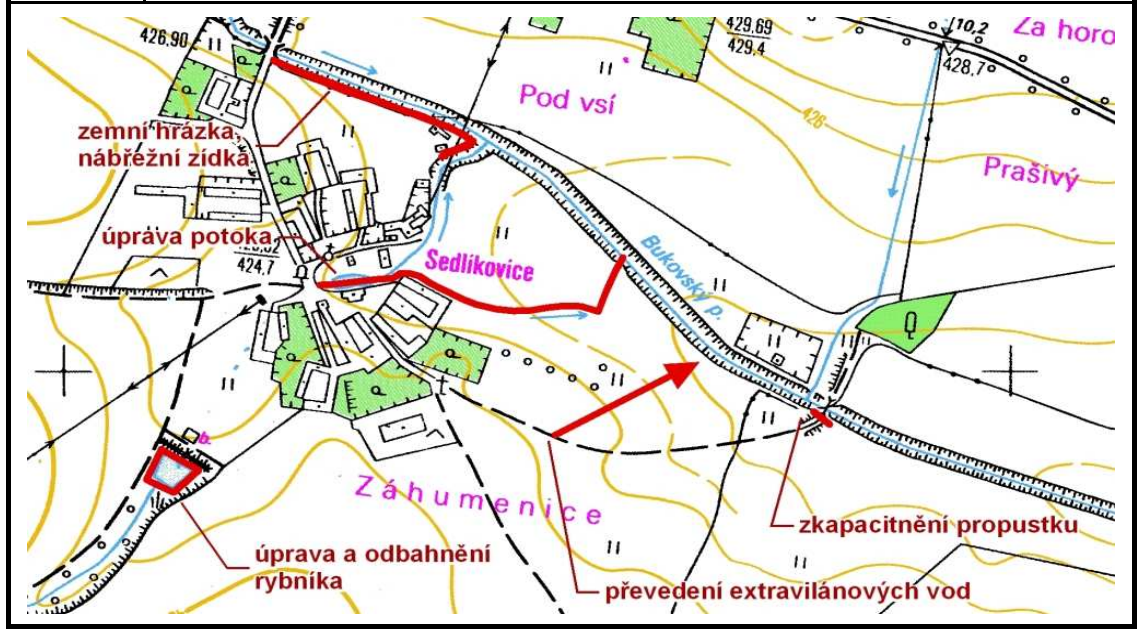 426.90
429.69
429.4
10,2
428,7
Za horo
Pod vsí
426
zemní hrázka,
nábřežní zídka
Prašivý
úprava potoka
424.7
Sedlíkovice
Bukovský p.
b.
Záhumenice
zkapacitnění propustku
úprava a odbahnění
rybníka
převedení extravilánových vod